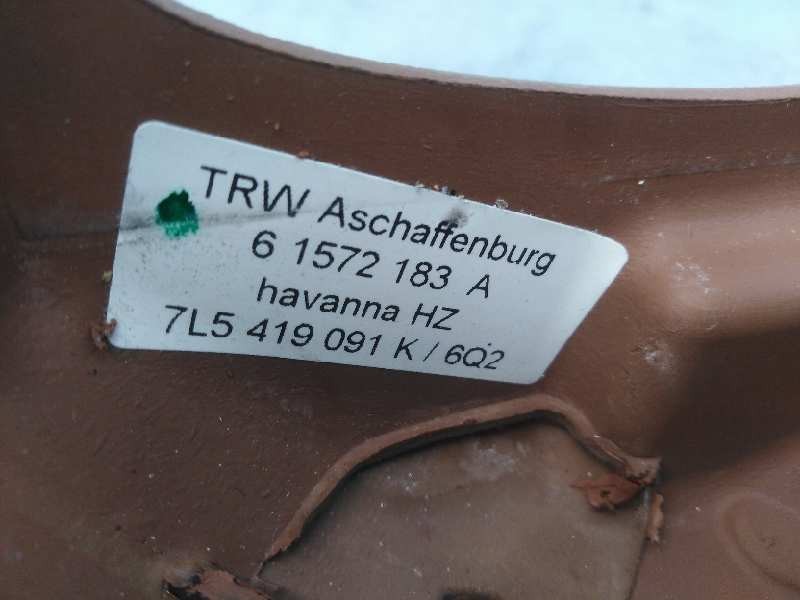 TRW Aschaffenburg
6 1572 183 A
havanna HZ
7L5 419 091 K / 6Q2